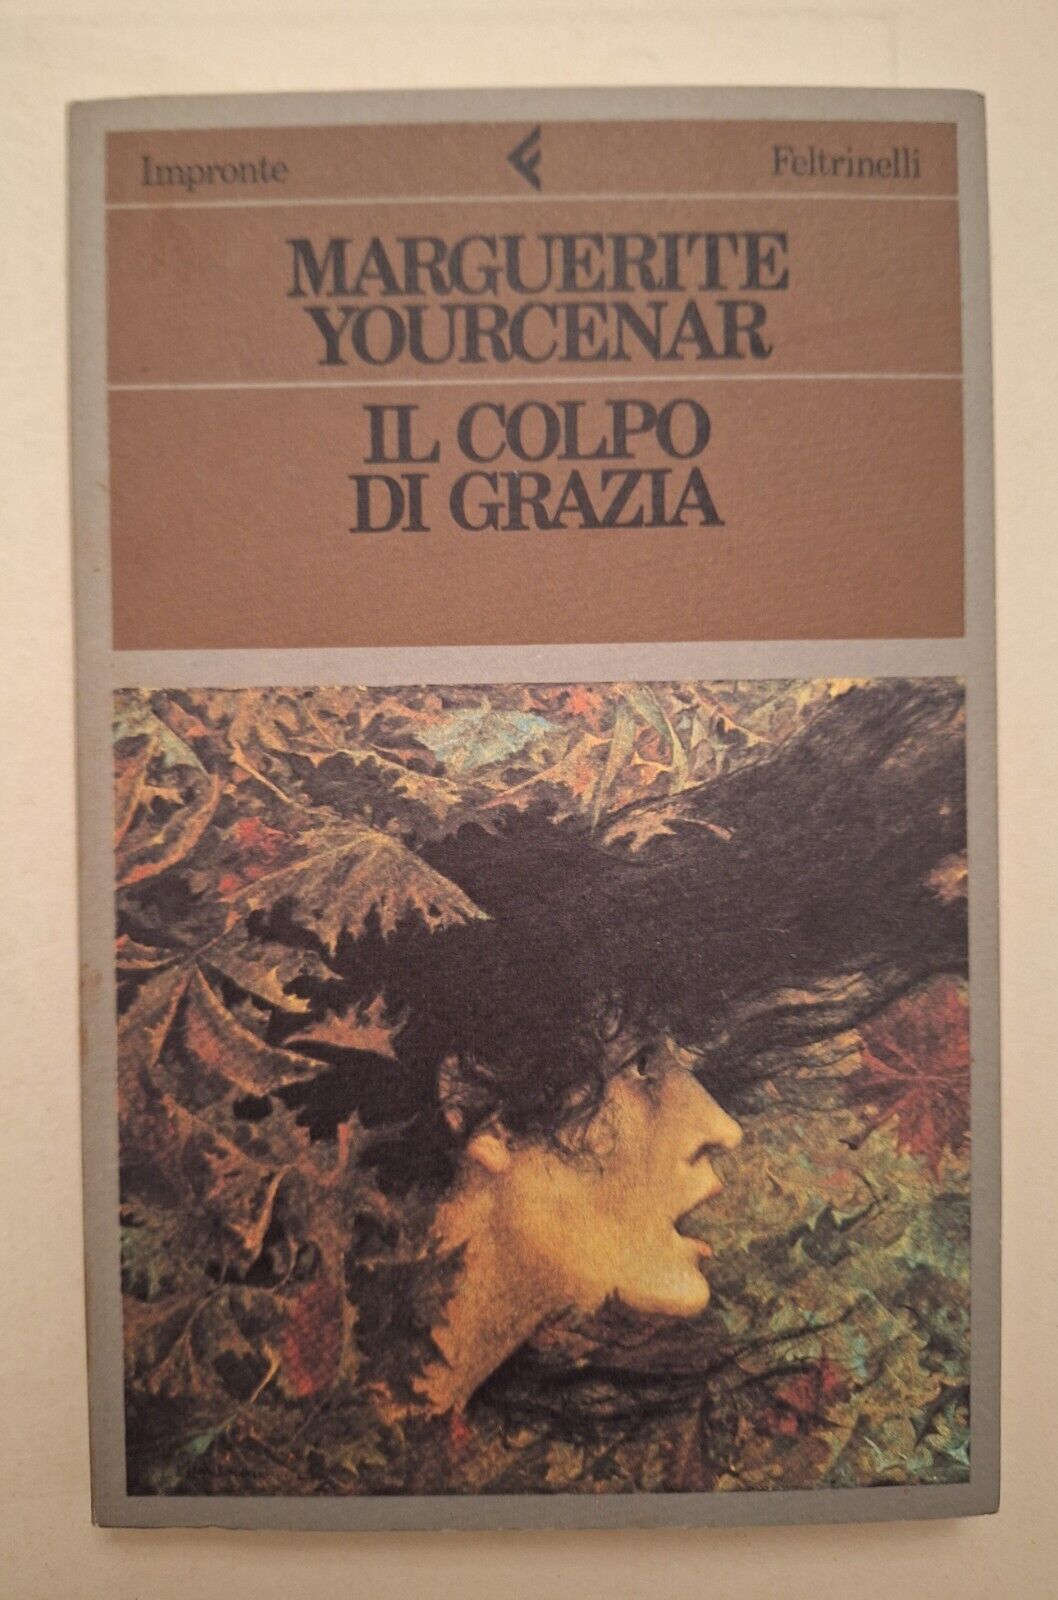 Impronte Feltrinelli
MARGUERITE
YOURCENAR
IL COLPO
DI GRAZIA